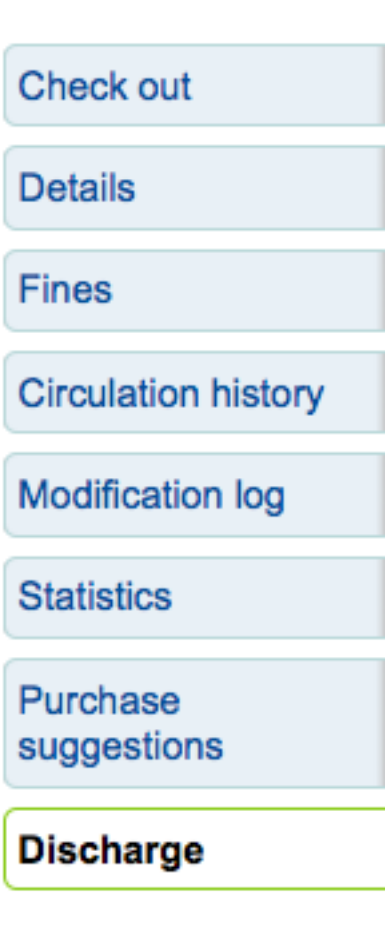 Check out
Details
Fines
Circulation history
Modification log
Statistics
Purchase
suggestions
Discharge